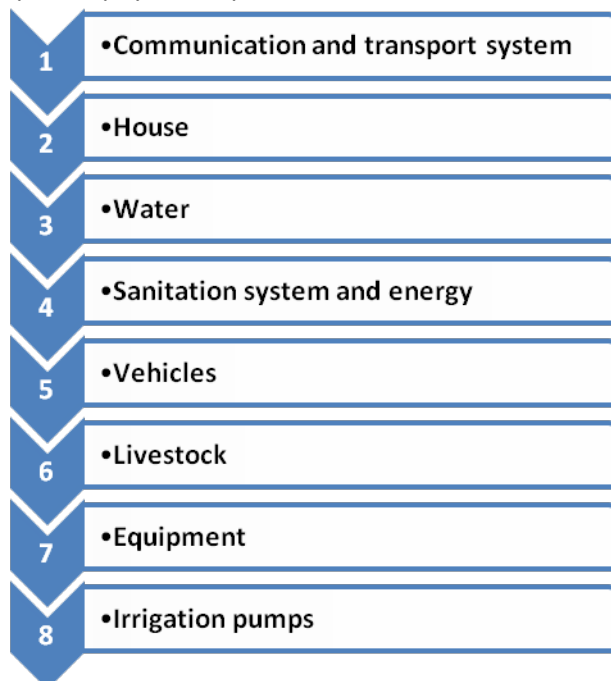 1 •Communication and transport system
2 •House
3 •Water
4 •Sanitation system and energy
5 •Vehicles
6 •Livestock
7 •Equipment
8 •Irrigation pumps